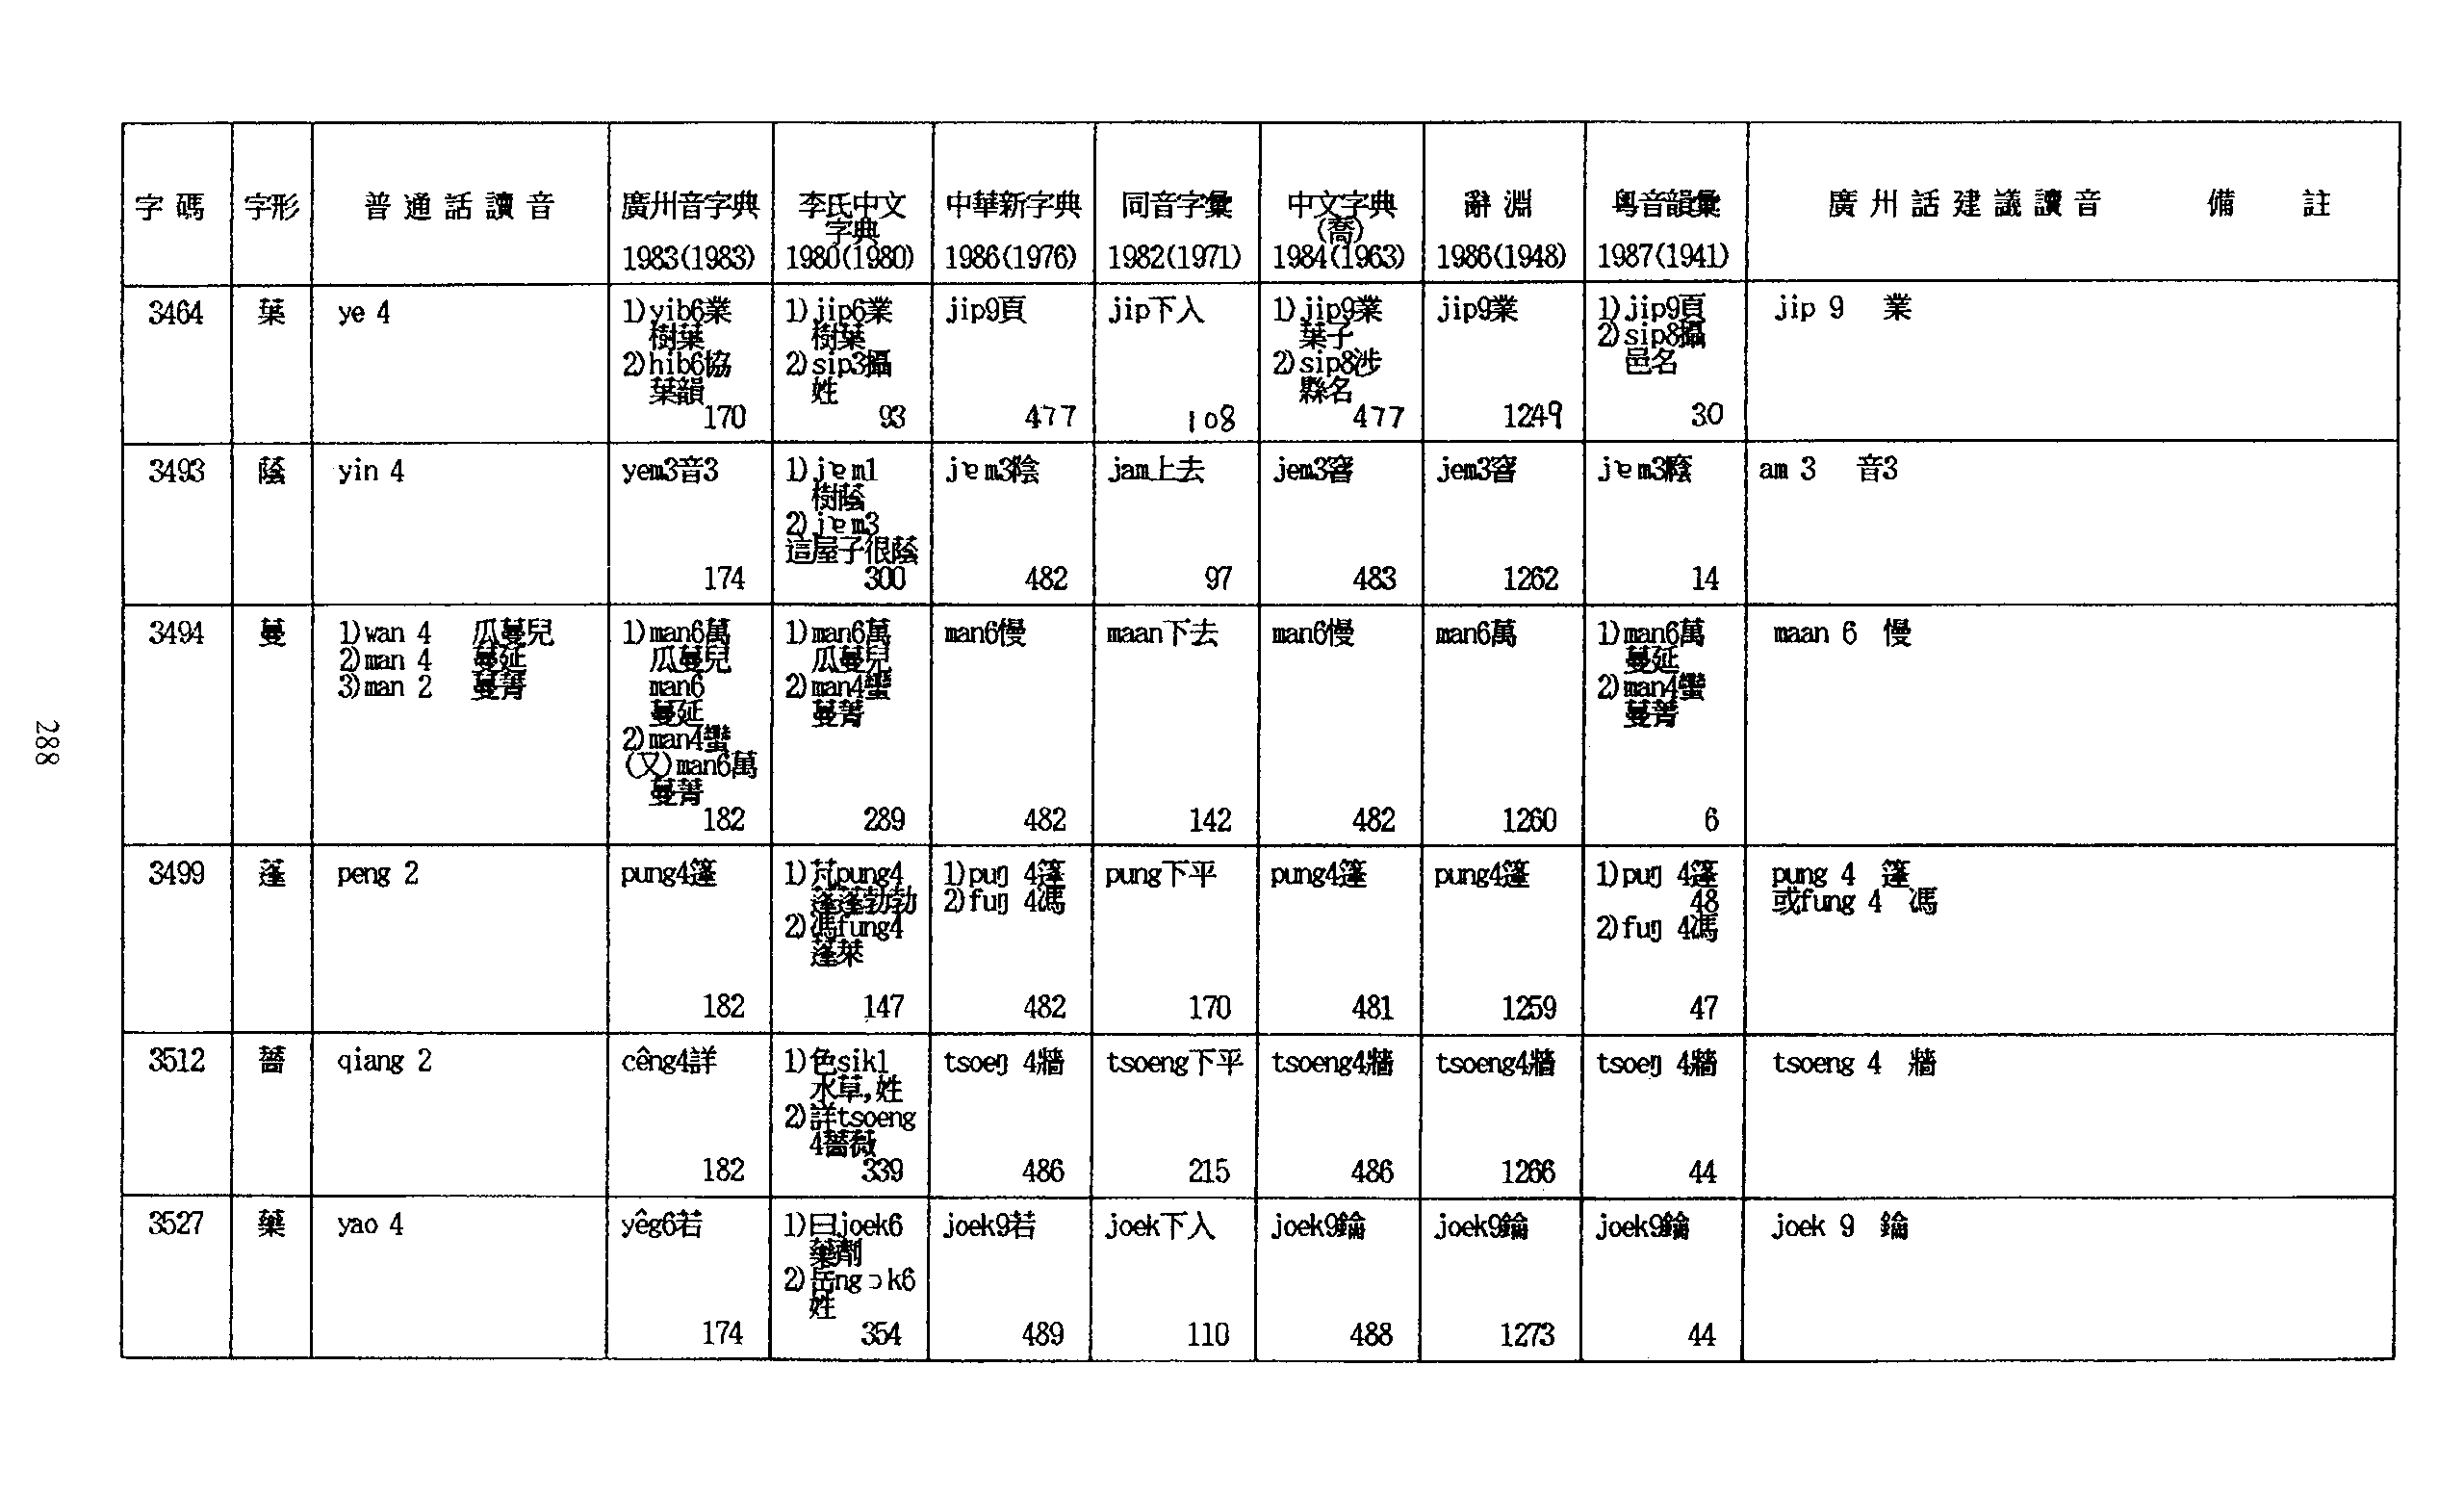 字碼 字形 普通話讀音 廣州音字典 李氏中文 中華新字典 同音字彙 中文字典 辭淵 粵音韻彙 廣州話建議讀音 備註
字典 (喬)
1983(1983) 1980(1980) 1986(1976) 1982(1971) 1984(1963) 1986(1948) 1987(1941)
3464 葉 ye 4 1)yib6業 1)jip6業 jip9頁 jip下入 1)jip9業 jip9業 1)jip9頁 jip 9 業
樹葉 樹葉 葉子 2)sip8攝
2)hib6協 2)sip3攝 2)sip8涉 邑名
葉韻 姓 縣名
170 93 477 108 477 1249 30
3493 蔭 yin 4 yem3音3 1)jɐm1 jɐm3陰 jam上去 jem3窨 jem3窨 jɐm3廕 am 3 音3
樹蔭
2)jɐm3
這屋子很蔭
174 300 482 97 483 1262 14
3494 蔓 1)wan 4 瓜蔓兒 1)man6萬 1)man6萬 man6慢 maan下去 man6慢 man6萬 1)man6萬 maan 6 慢
2)man 4 蔓延 瓜蔓兒 瓜蔓兒 蔓延
3)man 2 蔓菁 man6 2)man4蠻 2)man4蠻
蔓延 蔓菁 蔓菁
2)man4蠻
(又)man6萬
蔓菁
182 289 482 142 482 1260 6
3499 蓬 peng 2 pung4篷 1)芃pung4 1)puŋ 4篷 pung下平 pung4篷 pung4篷 1)puŋ 4篷 pung 4 篷
蓬蓬勃勃 2)fuŋ 4馮 48 或fung 4 馮
2)馮fung4 2)fuŋ 4馮
蓬萊
182 147 482 170 481 1259 47
3512 薔 qiang 2 cêng4詳 1)色sik1 tsoeŋ 4牆 tsoeng下平 tsoeng4牆 tsoeng4牆 tsoeŋ 4牆 tsoeng 4 牆
水草,姓
2)詳tsoeng
4薔薇
182 339 486 215 486 1266 44
3527 藥 yao 4 yêg6若 1)曰joek6 joek9若 joek下入 joek9鑰 joek9鑰 joek9鑰 joek 9 鑰
藥劑
2)岳ngɔk6
姓
174 354 489 110 488 1273 44
288